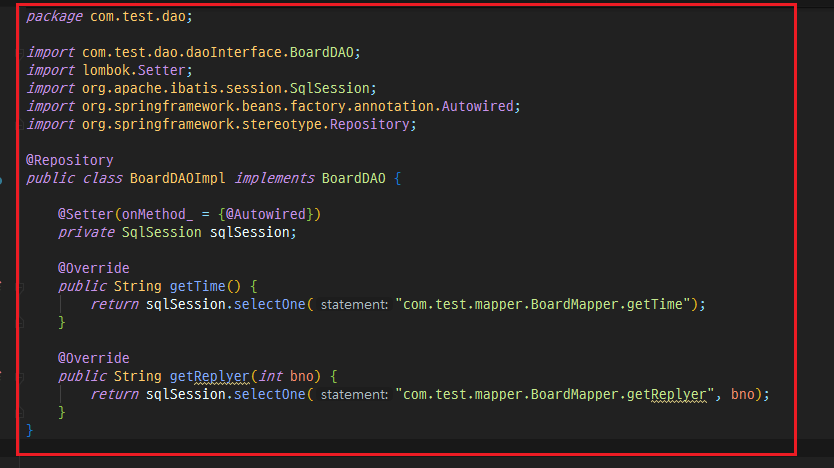 package com.test.dao;
import com.test.dao.daoInterface.BoardDAO;
import lombok.Setter;
import org.apache.ibatis.session.SqlSession;
import org.springframework.beans.factory.annotation.Autowired;
import org.springframework.stereotype.Repository;
@Repository
public class BoardDAOImpl implements BoardDAO {
@Setter(onMethod_ = {@Autowired})
private SqlSession sqlSession;
@Override
public String getTime() {
return sqlSession.selectOne( statement: "com.test.mapper.BoardMapper.getTime");
}
@Override
public String getReplyer(int bno) {
return sqlSession.selectOne( statement: "com.test.mapper.BoardMapper.getReplyer", bno);
}
}